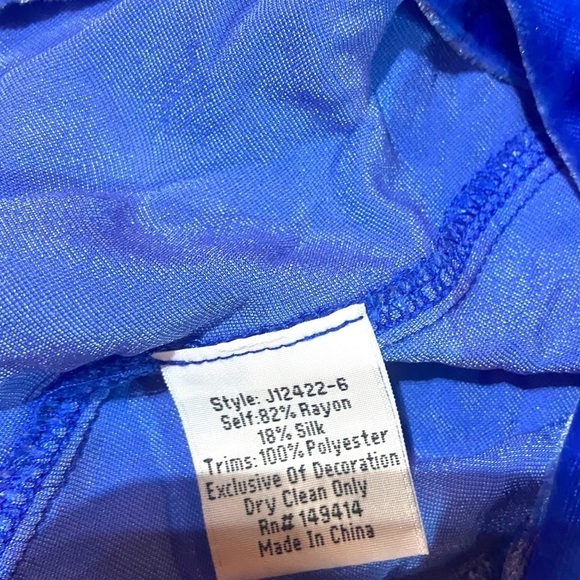 Style: J12422-6
Self:82% Rayon
18% Silk
Trims:100% Polyester
Exclusive Of Decoration
Dry Clean Only
Rn# 149414
Made In China